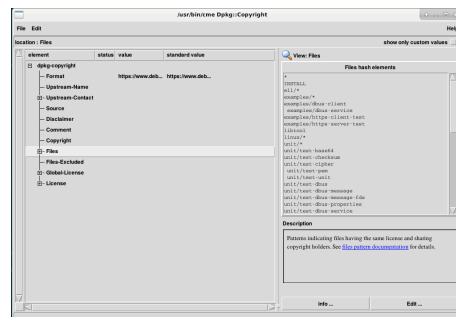 /usr/bin/cme Dpkg::Copyright
File Edit Help
location : Files
show only custom values
element status value standard value
dpkg-copyright
Format https://www.deb... https://www.deb...
Upstream-Name
Upstream-Contact
Source
Disclaimer
Comment
Copyright
Files
Files-Excluded
Global-License
License
View: Files
Files hash elements
*
INSTALL
ell/*
examples/*
examples/dbus-client
examples/dbus-service
examples/https-client-test
examples/https-server-test
libtool
linux/*
unit/*
unit/test-base64
unit/test-checksum
unit/test-cipher
unit/test-pem
unit/test-unit
unit/test-dbus
unit/test-dbus-message
unit/test-dbus-message-fds
unit/test-dbus-properties
unit/test-dbus-service
Description
Patterns indicating files having the same license and sharing
copyright holders. See files pattern documentation for details.
Info ... Edit ...